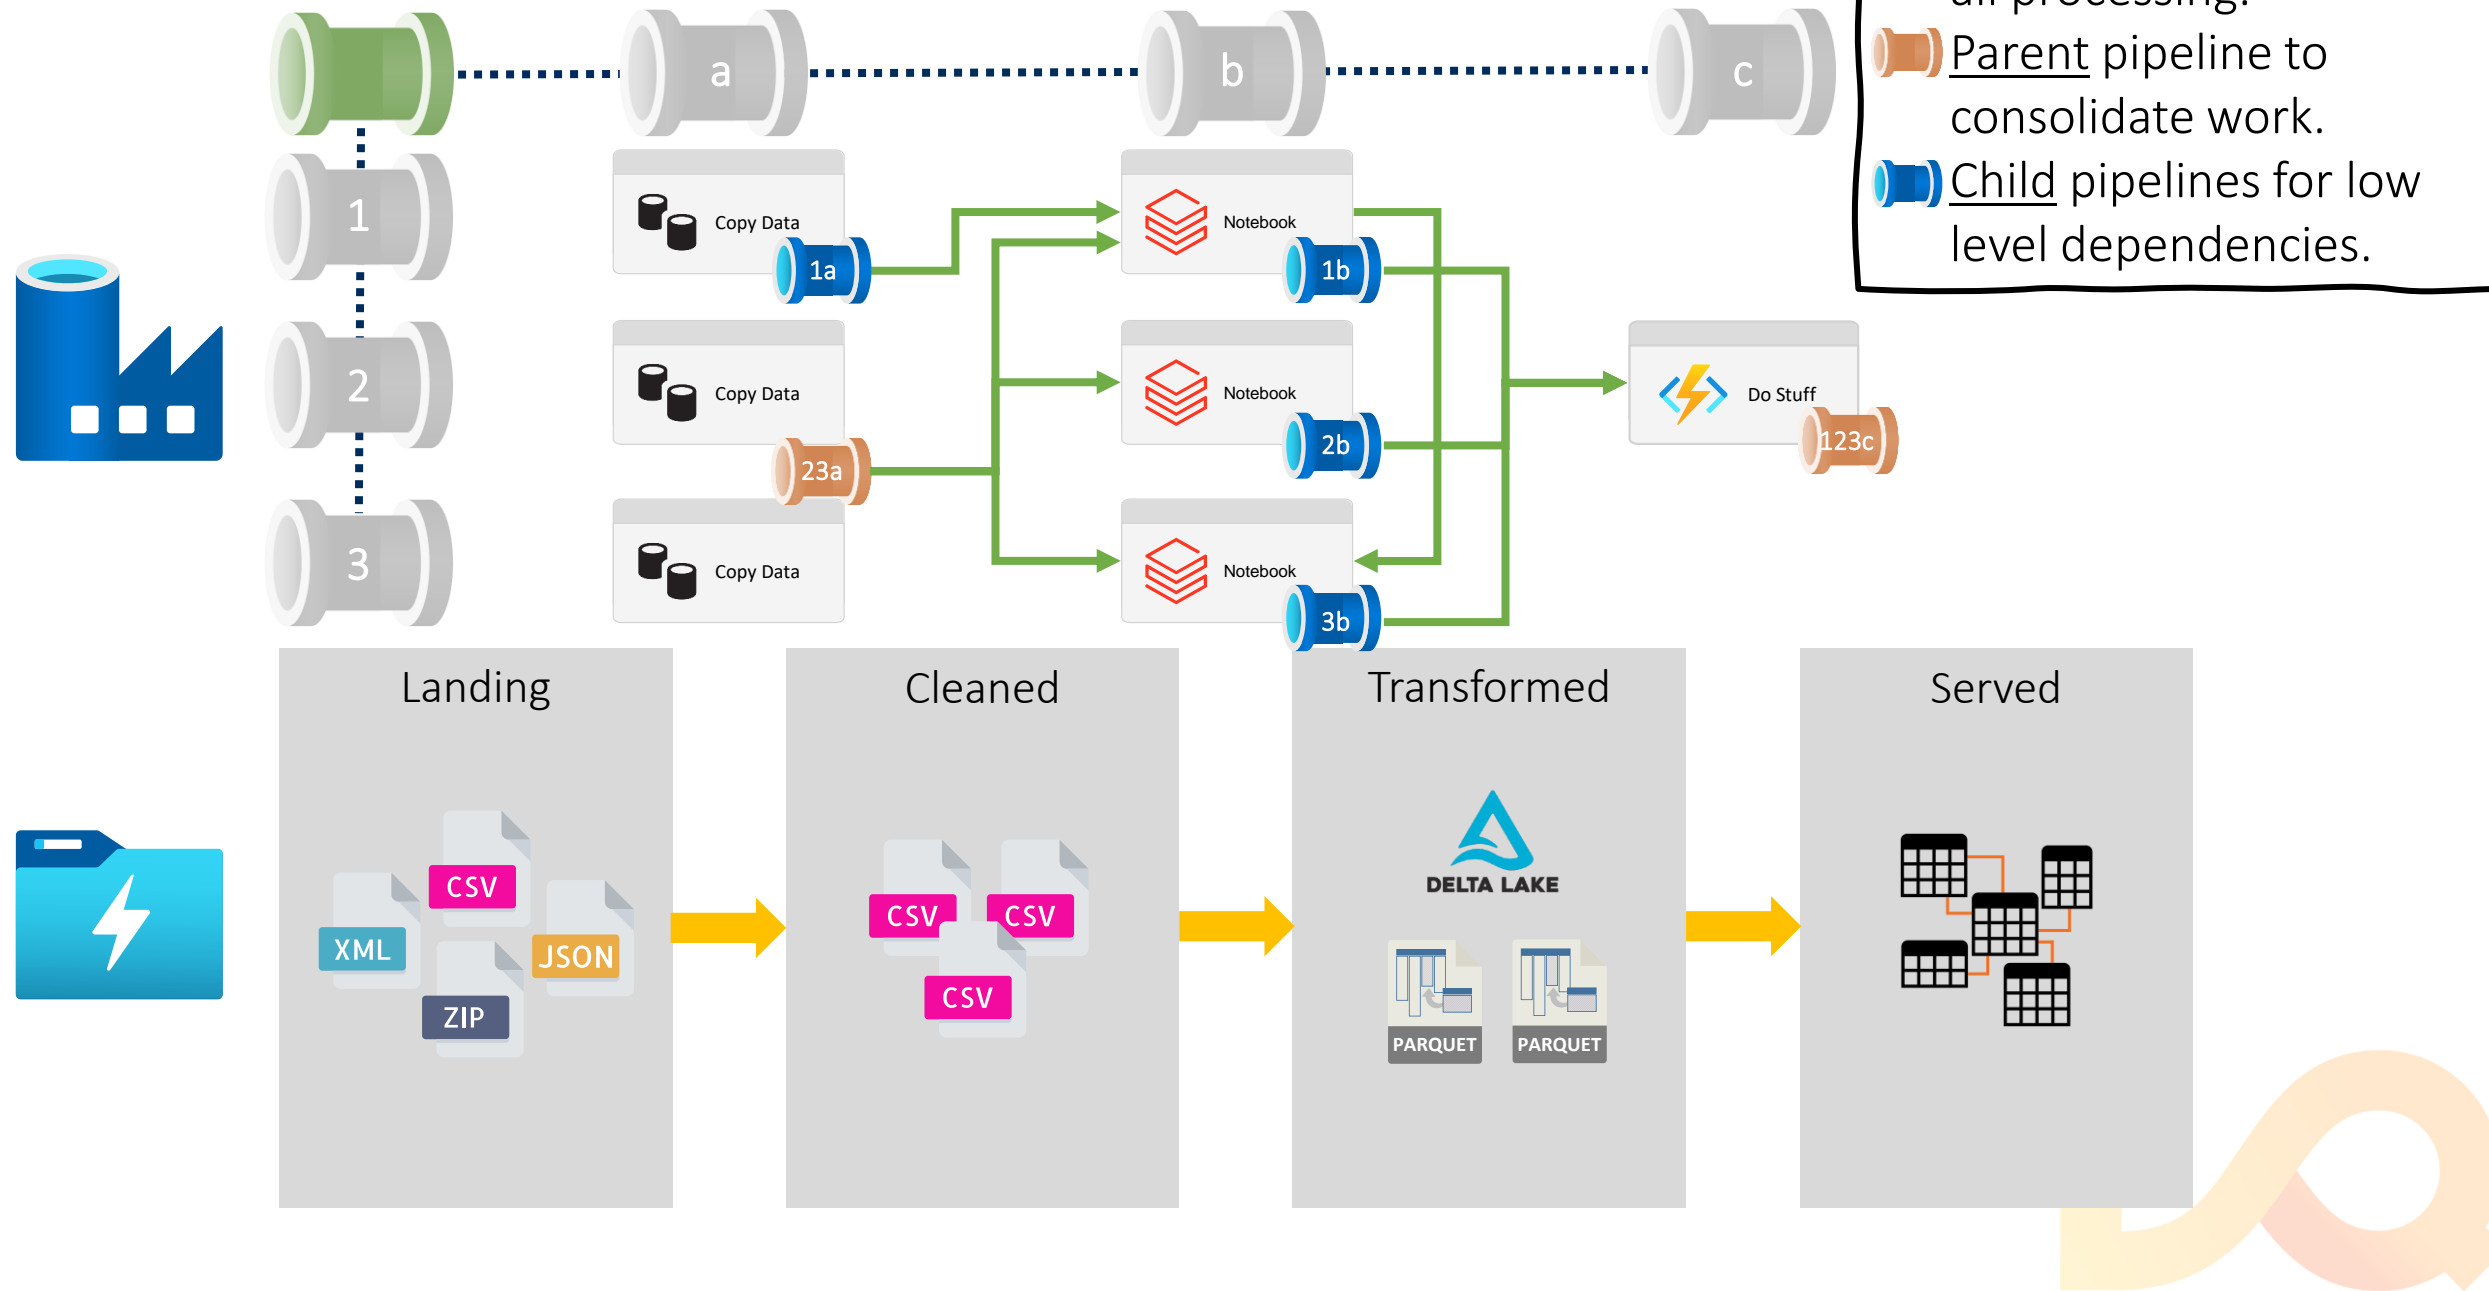 all processing.
Parent pipeline to
consolidate work.
Child pipelines for low
level dependencies.
a
b
c
1
2
3
Copy Data
1a
Notebook
1b
Copy Data
Notebook
2b
Do Stuff
123c
23a
Copy Data
Notebook
3b
Landing
Cleaned
Transformed
Served
CSV
XML
JSON
ZIP
CSV
CSV
CSV
DELTA LAKE
PARQUET
PARQUET